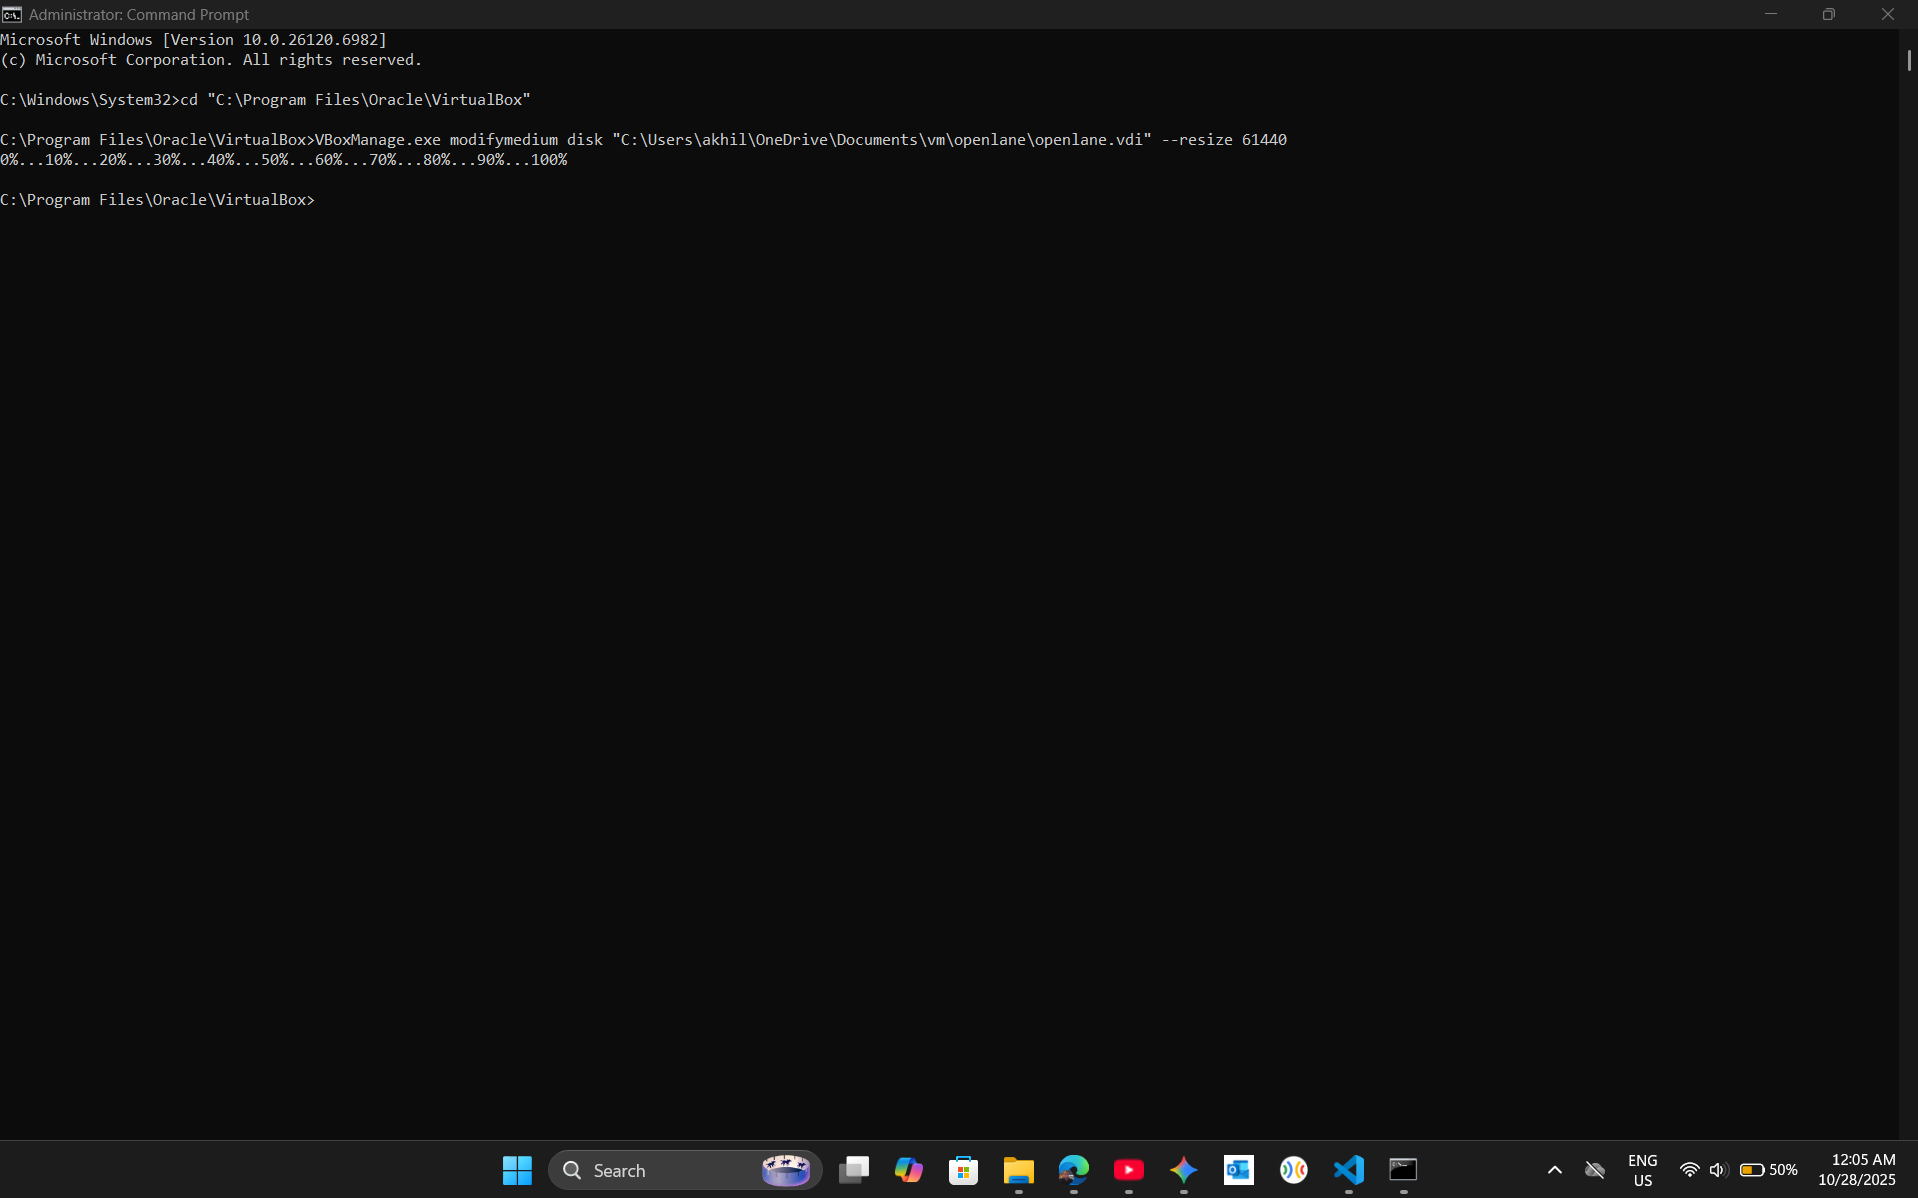 Administrator: Command Prompt
Microsoft Windows [Version 10.0.26120.6982]
(c) Microsoft Corporation. All rights reserved.
C:\Windows\System32>cd "C:\Program Files\Oracle\VirtualBox"
C:\Program Files\Oracle\VirtualBox>VBoxManage.exe modifymedium disk "C:\Users\akhil\OneDrive\Documents\vm\openlane\openlane.vdi" --resize 61440
0%...10%...20%...30%...40%...50%...60%...70%...80%...90%...100%
C:\Program Files\Oracle\VirtualBox>
Search
ENG
US
50%
12:05 AM
10/28/2025